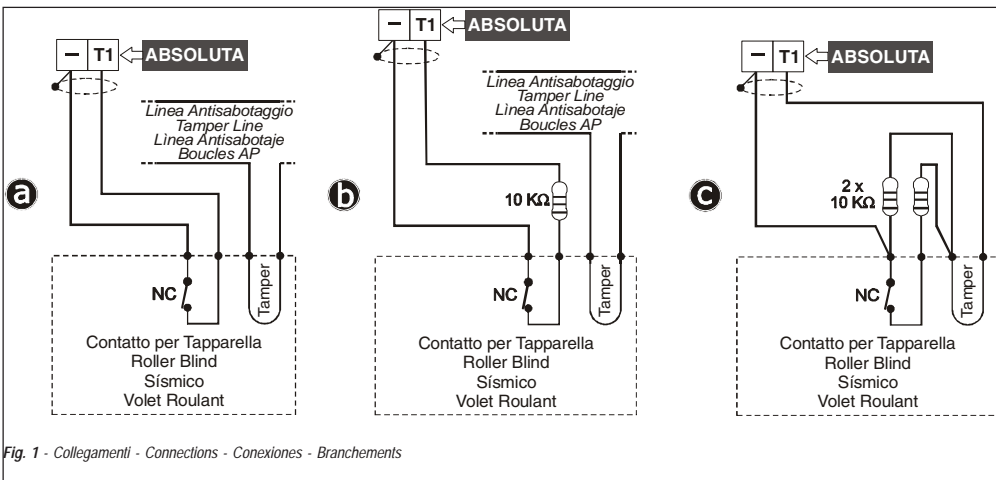 a
– T1 ABSOLUTA
Linea Antisabotaggio
Tamper Line
Lìnea Antisabotaje
Boucles AP
NC
Tamper
Contatto per Tapparella
Roller Blind
Sísmico
Volet Roulant
b
– T1 ABSOLUTA
Linea Antisabotaggio
Tamper Line
Lìnea Antisabotaje
Boucles AP
10 KΩ
NC
Tamper
Contatto per Tapparella
Roller Blind
Sísmico
Volet Roulant
c
– T1 ABSOLUTA
2 x
10 KΩ
NC
Tamper
Contatto per Tapparella
Roller Blind
Sísmico
Volet Roulant
Fig. 1 - Collegamenti - Connections - Conexiones - Branchements